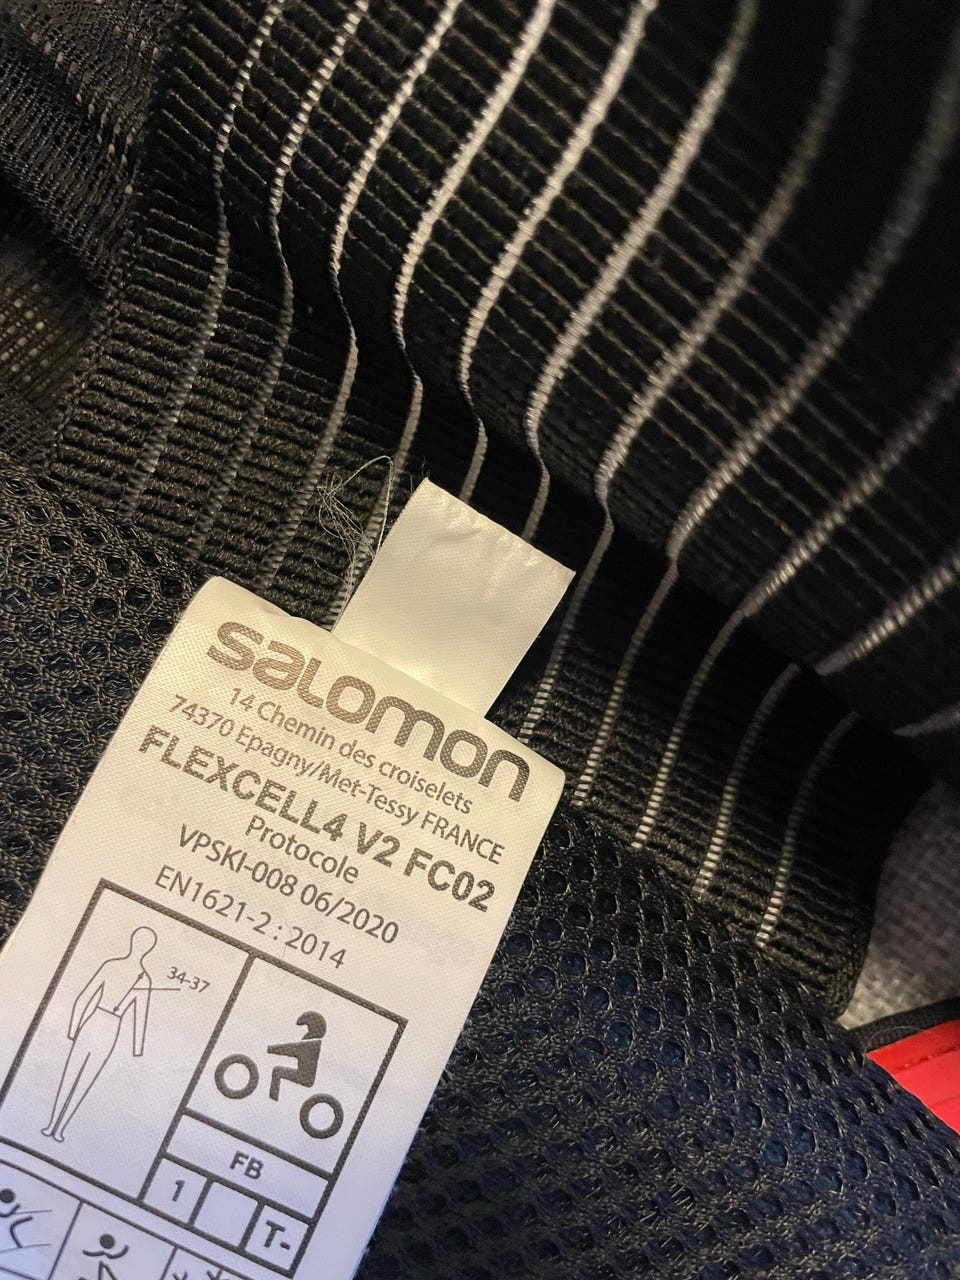 salomon
14 Chemin des croiselets
74370 Epagny/Met-Tessy FRANCE
FLEXCELL4 V2 FC02
Protocole
VPSKI-008 06/2020
EN1621-2 : 2014
34-37
FB
1
T-